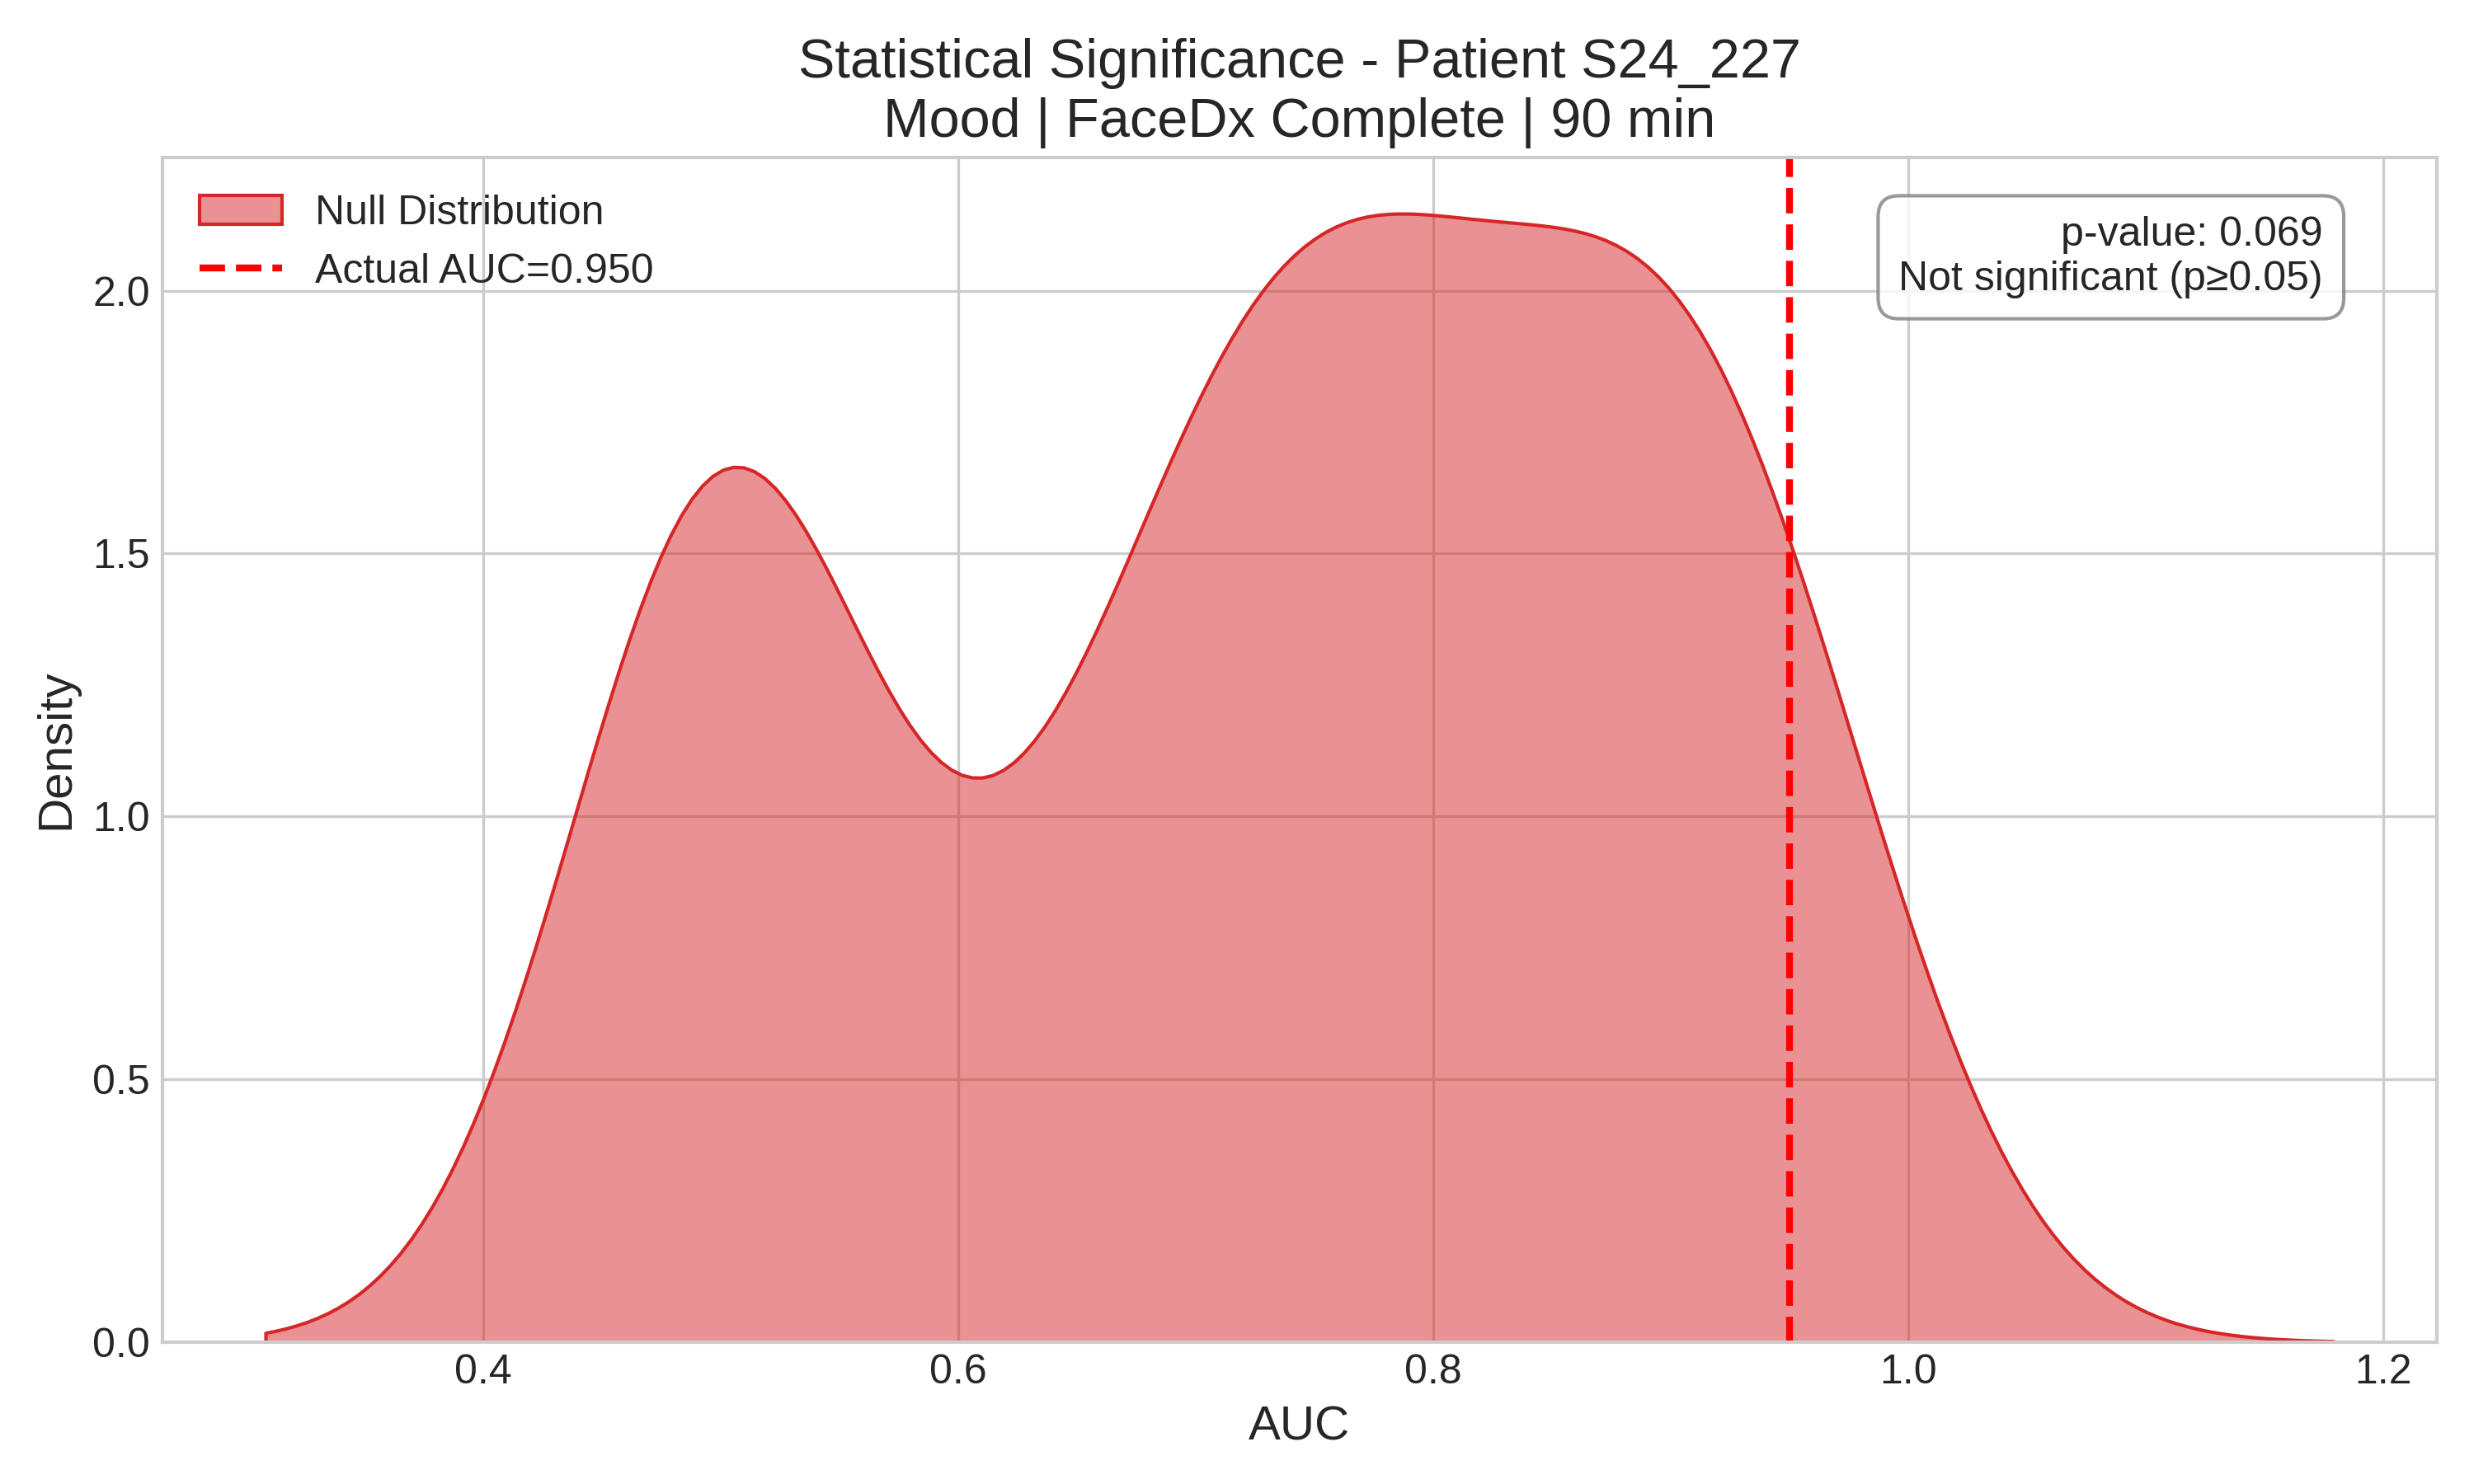 Statistical Significance - Patient S24_227
Mood | FaceDx Complete | 90 min
Null Distribution
Actual AUC=0.950
p-value: 0.069
Not significant (p≥0.05)
Density
2.0
1.5
1.0
0.5
0.0
0.4
0.6
0.8
1.0
1.2
AUC